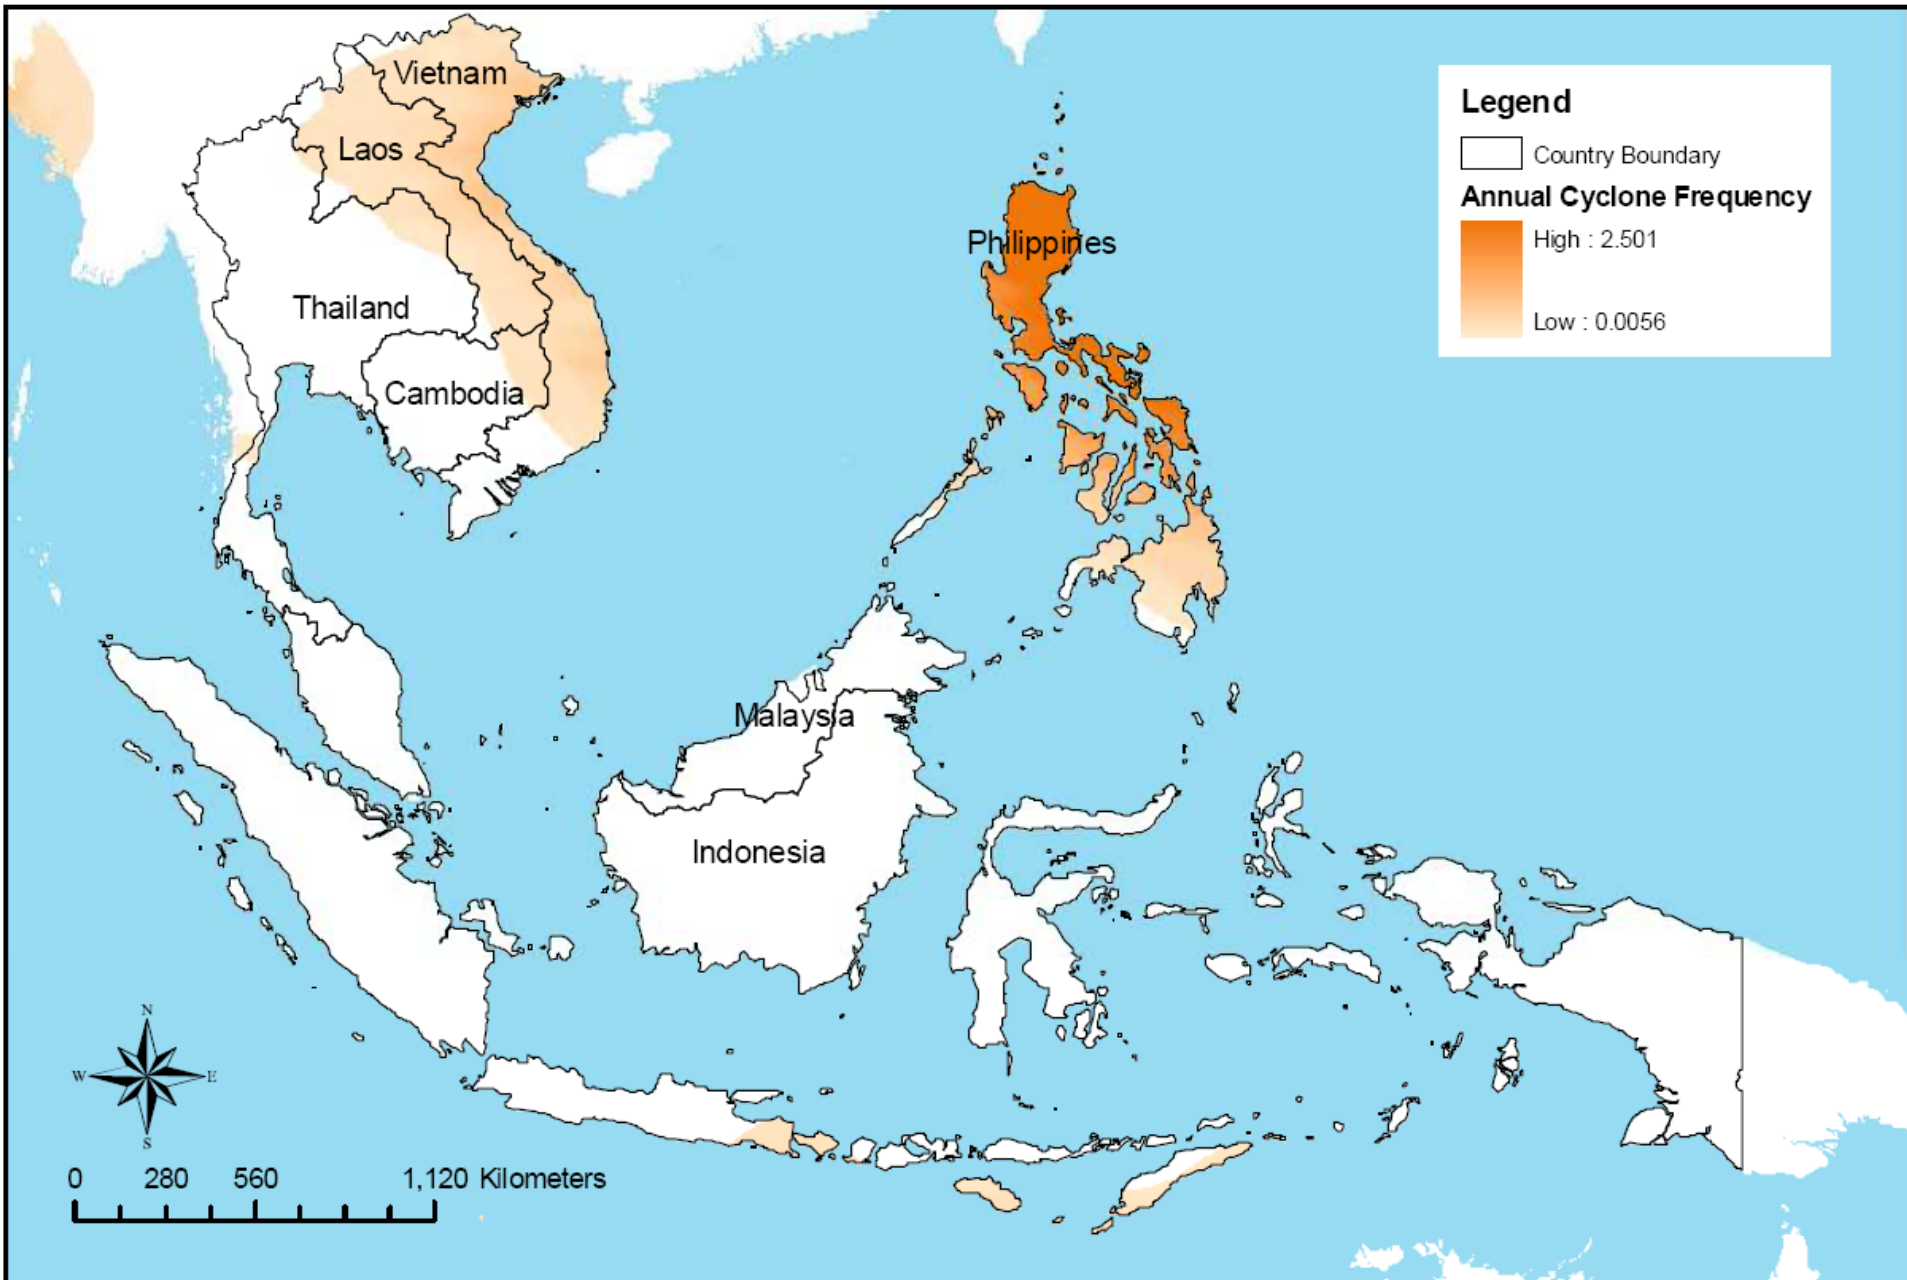 Vietnam
Laos
Thailand
Cambodia
Philippines
Malaysia
Indonesia
Legend
Country Boundary
Annual Cyclone Frequency
High : 2.501
Low : 0.0056
N
W E
S
0 280 560 1,120 Kilometers